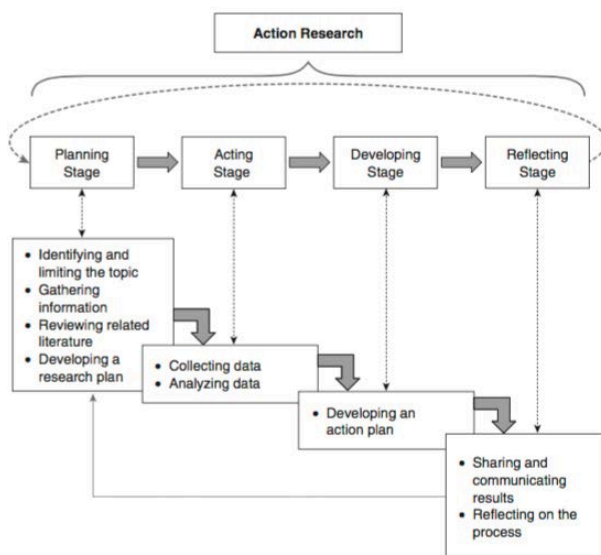 Action Research
Planning
Stage
Acting
Stage
Developing
Stage
Reflecting
Stage
• Identifying and
limiting the topic
• Gathering
information
• Reviewing related
literature
• Developing a
research plan
• Collecting data
• Analyzing data
• Developing an
action plan
• Sharing and
communicating
results
• Reflecting on the
process